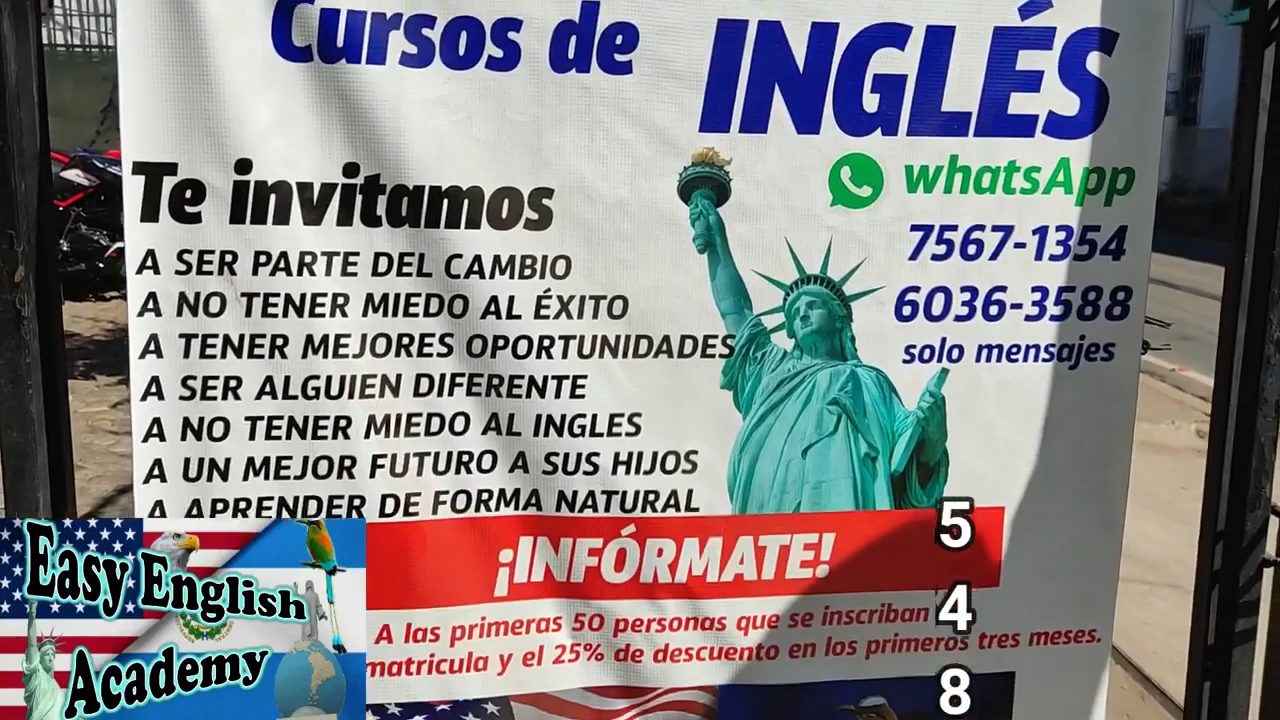 Cursos de INGLÉS
whatsApp
7567-1354
6036-3588
solo mensajes
Te invitamos
A SER PARTE DEL CAMBIO
A NO TENER MIEDO AL ÉXITO
A TENER MEJORES OPORTUNIDADES
A SER ALGUIEN DIFERENTE
A NO TENER MIEDO AL INGLES
A UN MEJOR FUTURO A SUS HIJOS
A APRENDER DE FORMA NATURAL
¡INFÓRMATE!
A las primeras 50 personas que se inscriban
matricula y el 25% de descuento en los primeros tres meses.
5
4
8
Easy English
Academy